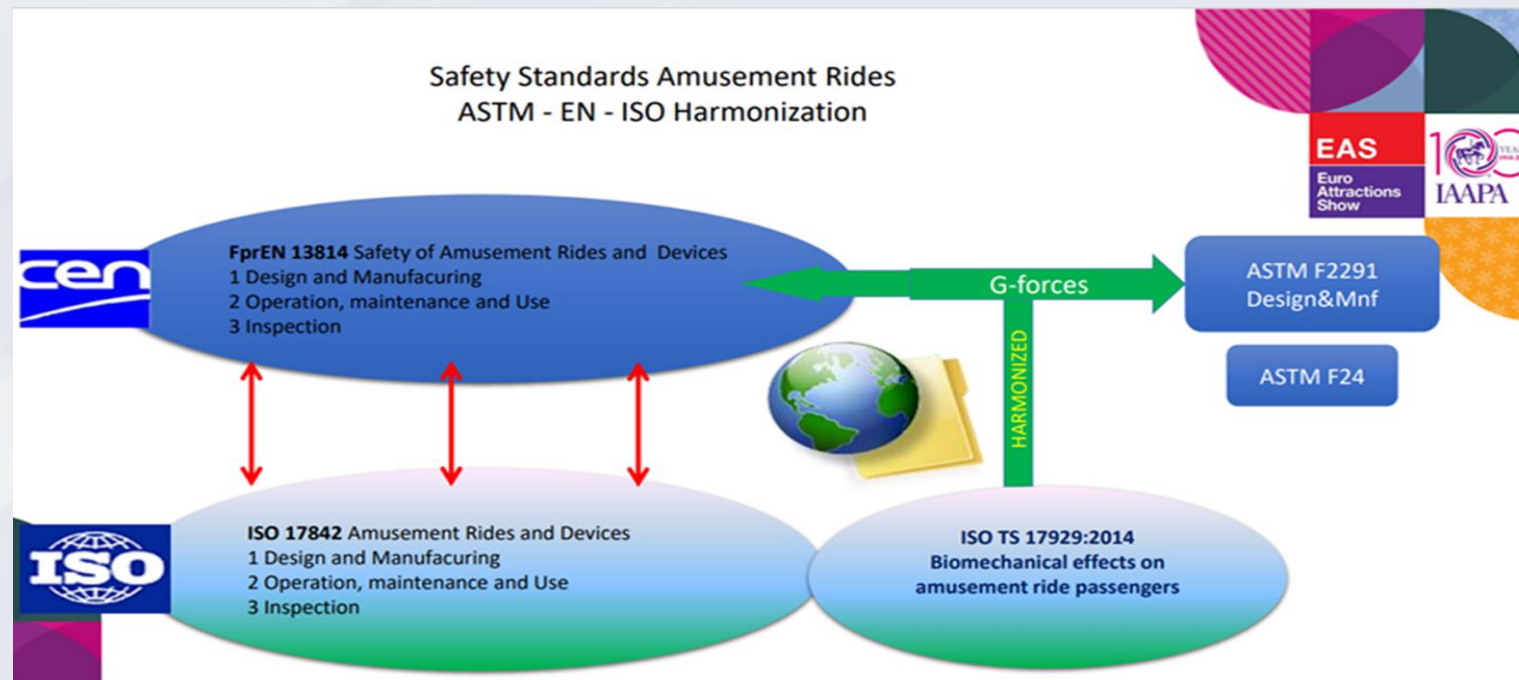 Safety Standards Amusement Rides
ASTM - EN - ISO Harmonization
EAS
Euro
Attractions
Show
100
IAAPA
cen
FprEN 13814 Safety of Amusement Rides and Devices
1 Design and Manufacuring
2 Operation, maintenance and Use
3 Inspection
G-forces
HARMONIZED
ASTM F2291
Design&Mnf
ASTM F24
ISO
ISO 17842 Amusement Rides and Devices
1 Design and Manufacuring
2 Operation, maintenance and Use
3 Inspection
ISO TS 17929:2014
Biomechanical effects on
amusement ride passengers